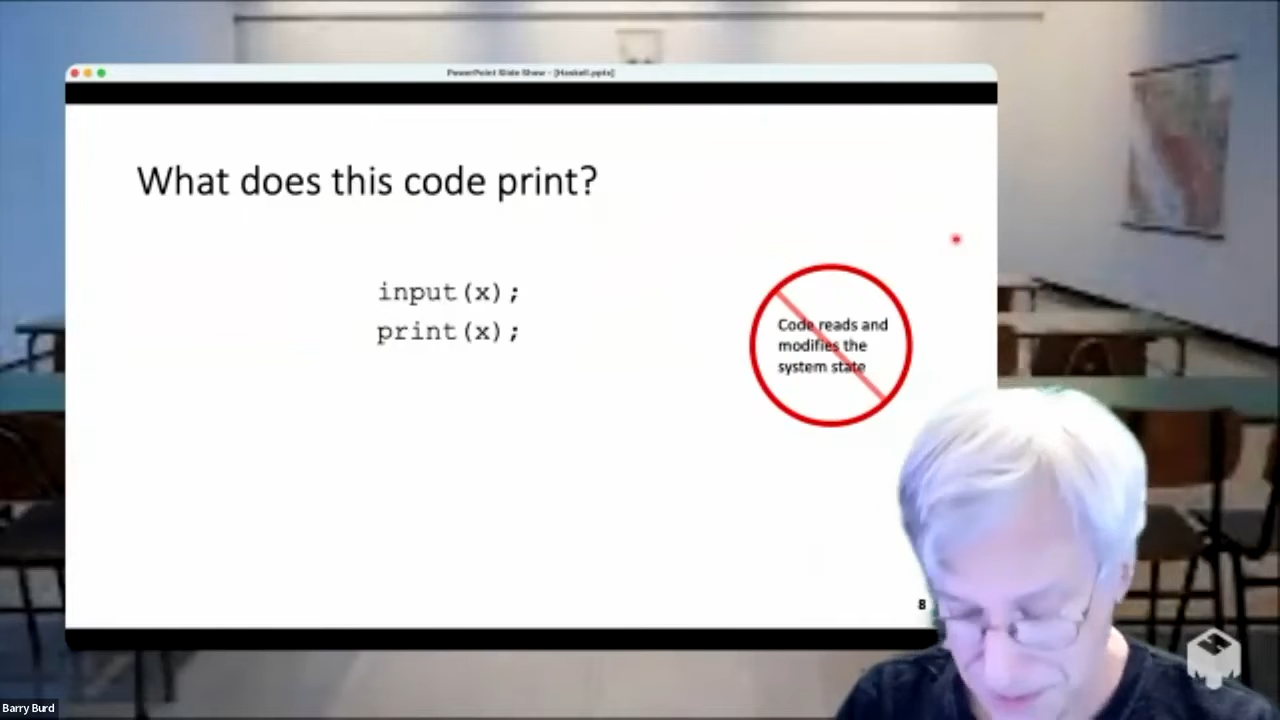 PowerPoint Slide Show - [Haskell.pptx]
What does this code print?
input(x);
print(x);
Code reads and
modifies the
system state
8
Barry Burd